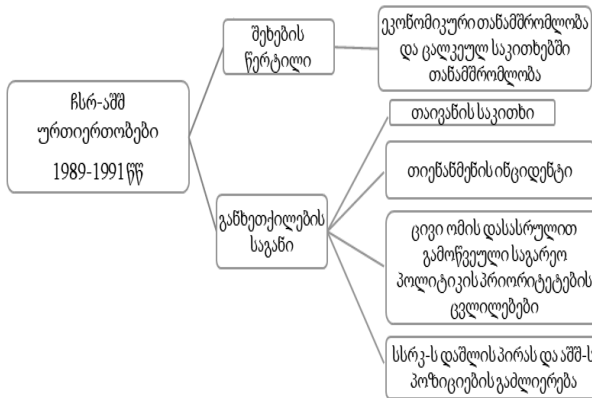 ჩსრ-აშშ
ურთიერთობები
1989-1991წწ
შეხების
წერტილი
ეკონომიკური თანამშრომლობა
და ცალკეულ საკითხებში
თანამშრომლობა
განხეთქილების
საგანი
თაივანის საკითხი
თიენანმენის ინციდენტი
ცივი ომის დასასრულით
გამოწვეული საგარეო
პოლიტიკის პრიორიტეტების
ცვლილებები
სსრკ-ს დაშლის პირას და აშშ-ს
პოზიციების გაძლიერება